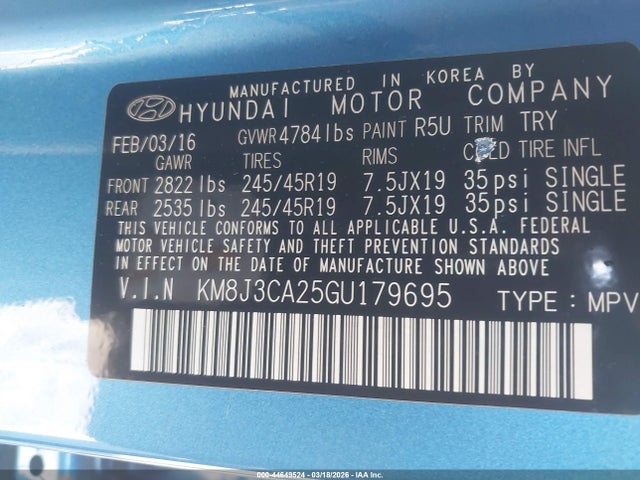 MANUFACTURED IN KOREA BY
HYUNDAI MOTOR COMPANY
FEB/03/16 GVWR 4784lbs PAINT R5U TRIM TRY
GAWR TIRES RIMS TIRE INFL
FRONT 2822 lbs 245/45R19 7.5JX19 35psi SINGLE
REAR 2535 lbs 245/45R19 7.5JX19 35psi SINGLE
THIS VEHICLE CONFORMS TO ALL APPLICABLE U.S.A. FEDERAL
MOTOR VEHICLE SAFETY AND THEFT PREVENTION STANDARDS
IN EFFECT ON THE DATE OF MANUFACTURE SHOWN ABOVE
V.I.N KM8J3CA25GU179695 TYPE : MPV
000-44649524 | 03/18/2026 - IAA Inc.